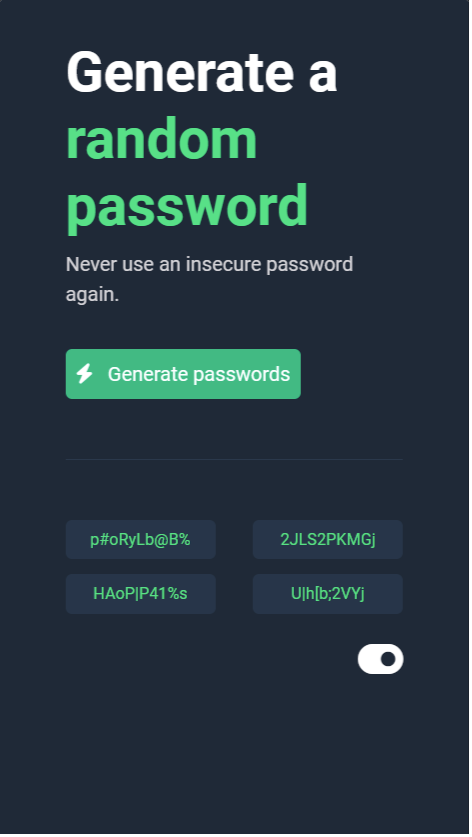 Generate a
random
password
Never use an insecure password
again.
Generate passwords
p#oRyLb@B% 2JLS2PKMGj
HAoP|P41%s U|h[b;2VYj